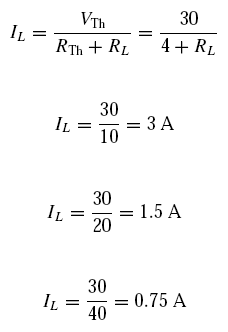 I_L = V_Th / (R_Th + R_L) = 30 / (4 + R_L)
I_L = 30/10 = 3 A
I_L = 30/20 = 1.5 A
I_L = 30/40 = 0.75 A